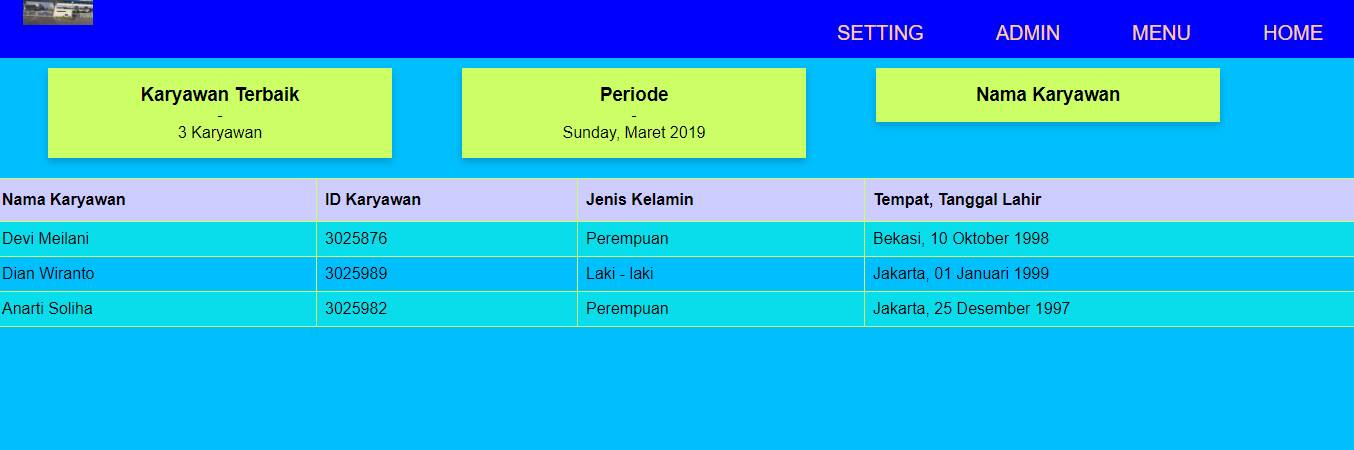 SETTING ADMIN MENU HOME
Karyawan Terbaik
-
3 Karyawan
Periode
-
Sunday, Maret 2019
Nama Karyawan
Nama Karyawan ID Karyawan Jenis Kelamin Tempat, Tanggal Lahir
Devi Meilani 3025876 Perempuan Bekasi, 10 Oktober 1998
Dian Wiranto 3025989 Laki - laki Jakarta, 01 Januari 1999
Anarti Soliha 3025982 Perempuan Jakarta, 25 Desember 1997